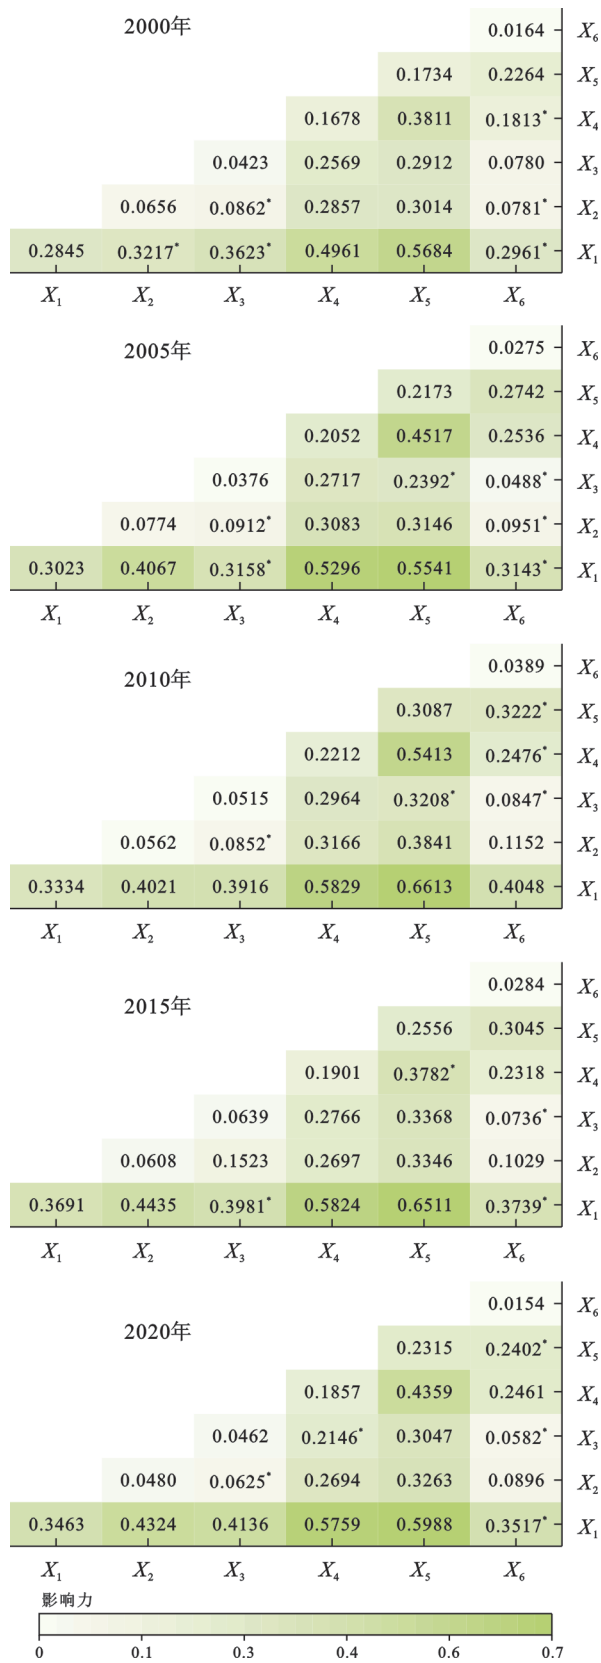 2000年
0.0164 X₆
0.1734 0.2264 X₅
0.1678 0.3811 0.1813* X₄
0.0423 0.2569 0.2912 0.0780 X₃
0.0656 0.0862* 0.2857 0.3014 0.0781* X₂
0.2845 0.3217* 0.3623* 0.4961 0.5684 0.2961* X₁
X₁ X₂ X₃ X₄ X₅ X₆
2005年
0.0275 X₆
0.2173 0.2742 X₅
0.2052 0.4517 0.2536 X₄
0.0376 0.2717 0.2392* 0.0488* X₃
0.0774 0.0912* 0.3083 0.3146 0.0951* X₂
0.3023 0.4067 0.3158* 0.5296 0.5541 0.3143* X₁
X₁ X₂ X₃ X₄ X₅ X₆
2010年
0.0389 X₆
0.3087 0.3222* X₅
0.2212 0.5413 0.2476* X₄
0.0515 0.2964 0.3208* 0.0847* X₃
0.0562 0.0852* 0.3166 0.3841 0.1152 X₂
0.3334 0.4021 0.3916 0.5829 0.6613 0.4048 X₁
X₁ X₂ X₃ X₄ X₅ X₆
2015年
0.0284 X₆
0.2556 0.3045 X₅
0.1901 0.3782* 0.2318 X₄
0.0639 0.2766 0.3368 0.0736* X₃
0.0608 0.1523 0.2697 0.3346 0.1029 X₂
0.3691 0.4435 0.3981* 0.5824 0.6511 0.3739* X₁
X₁ X₂ X₃ X₄ X₅ X₆
2020年
0.0154 X₆
0.2315 0.2402* X₅
0.1857 0.4359 0.2461 X₄
0.0462 0.2146* 0.3047 0.0582* X₃
0.0480 0.0625* 0.2694 0.3263 0.0896 X₂
0.3463 0.4324 0.4136 0.5759 0.5988 0.3517* X₁
X₁ X₂ X₃ X₄ X₅ X₆
影响力
0 0.1 0.3 0.4 0.6 0.7